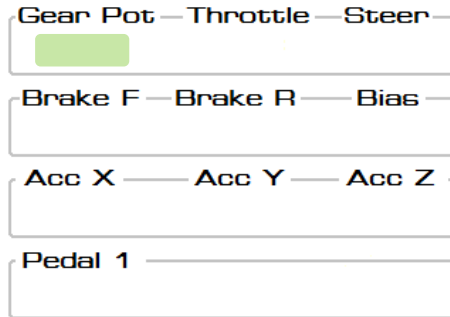 Gear Pot Throttle Steer
Brake F Brake R Bias
Acc X Acc Y Acc Z
Pedal 1